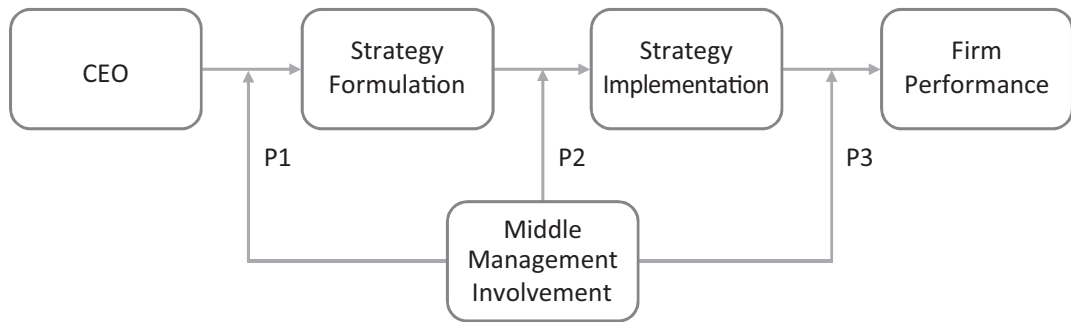 CEO
Strategy
Formulation
Strategy
Implementation
Firm
Performance
P1
P2
P3
Middle
Management
Involvement